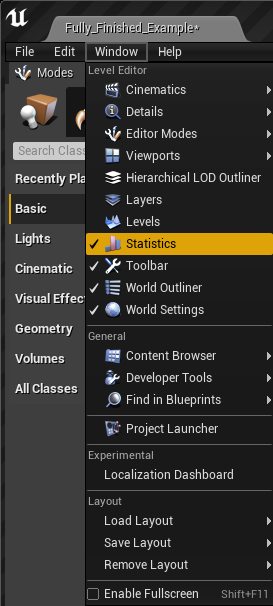 Fully_Finished_Example*
File Edit Window Help
Modes
Search Clas
Recently Pla
Basic
Lights
Cinematic
Visual Effec
Geometry
Volumes
All Classes
Level Editor
Cinematics
Details
Editor Modes
Viewports
Hierarchical LOD Outliner
Layers
Levels
Statistics
Toolbar
World Outliner
World Settings
General
Content Browser
Developer Tools
Find in Blueprints
Project Launcher
Experimental
Localization Dashboard
Layout
Load Layout
Save Layout
Remove Layout
Enable Fullscreen Shift+F11